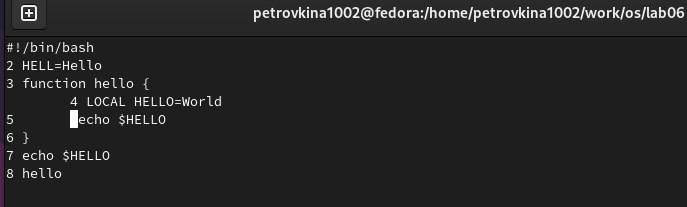 petrovkina1002@fedora:/home/petrovkina1002/work/os/lab06
#!/bin/bash
2 HELL=Hello
3 function hello {
4 LOCAL HELLO=World
5 echo $HELLO
6 }
7 echo $HELLO
8 hello